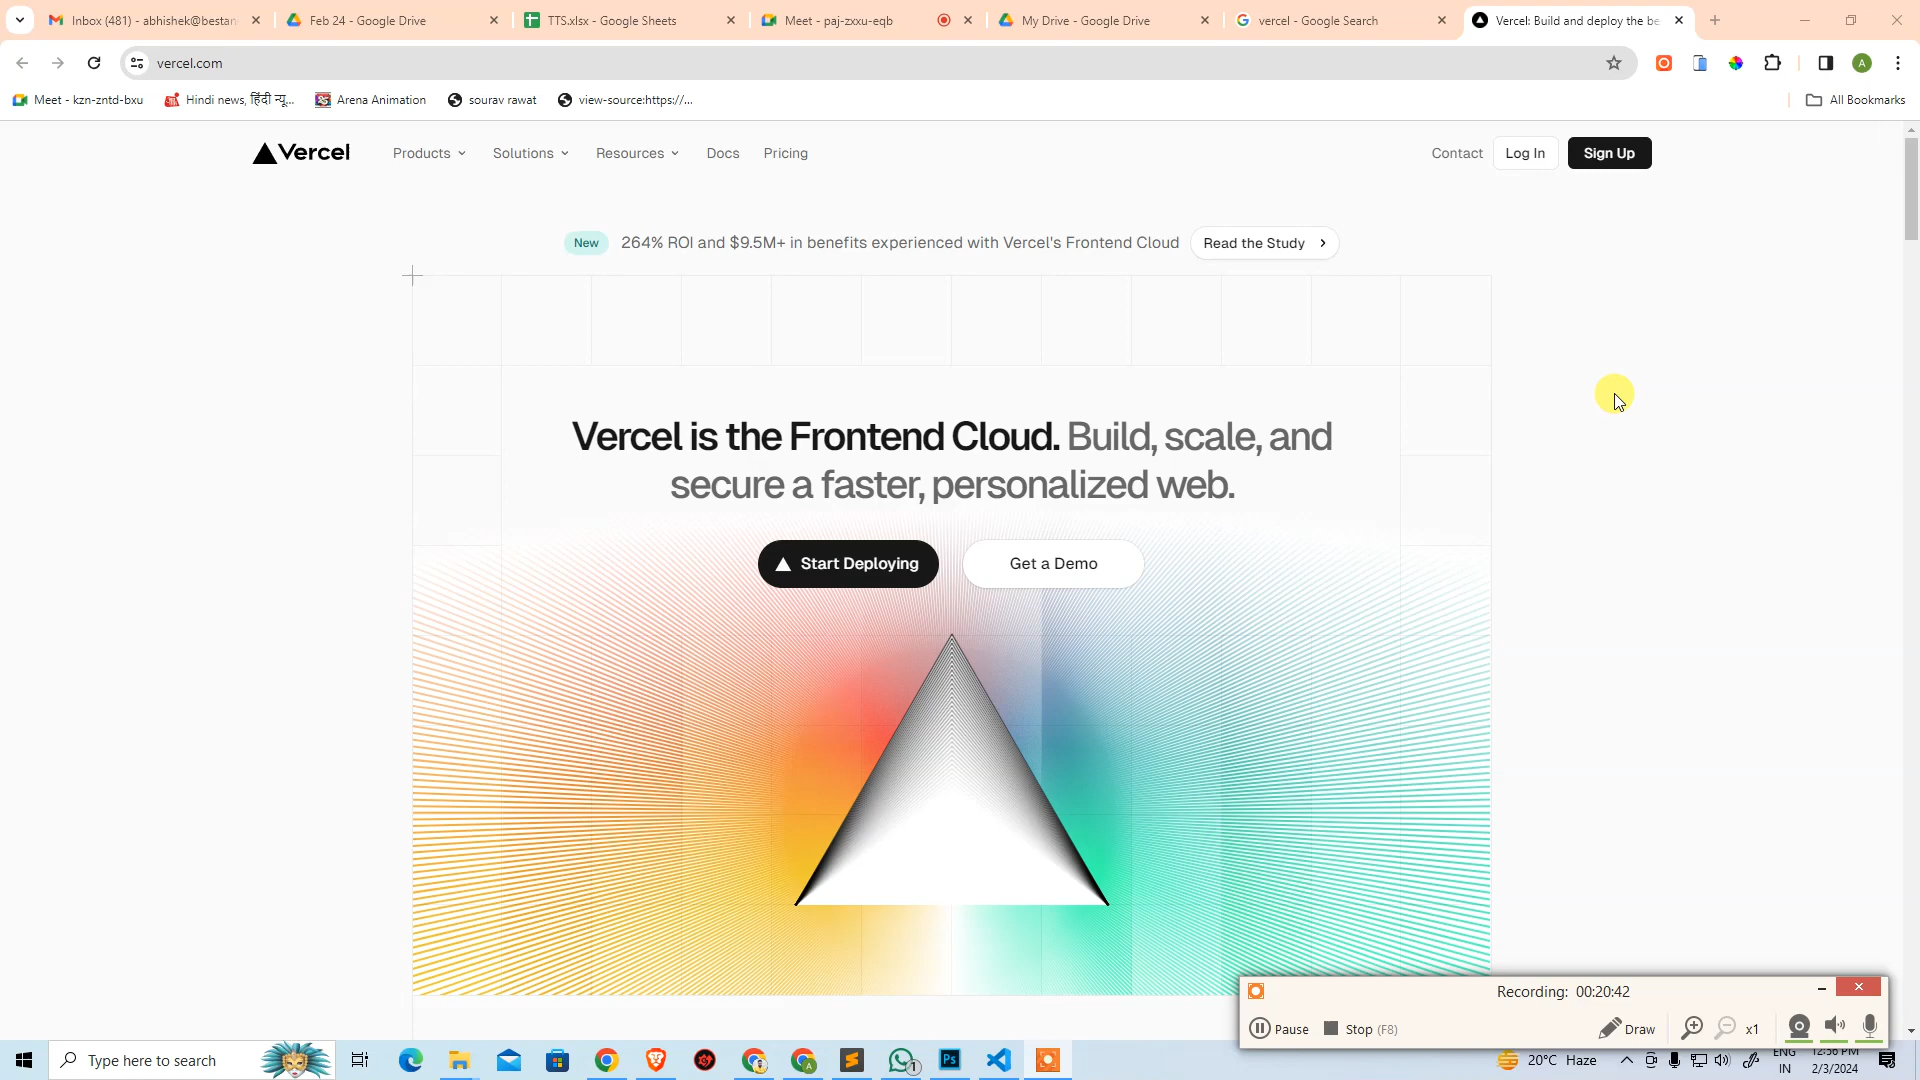 Inbox (481) - abhishek@bestan
Feb 24 - Google Drive
TTS.xlsx - Google Sheets
Meet - paj-zxxu-eqb
My Drive - Google Drive
vercel - Google Search
Vercel: Build and deploy the be
vercel.com
A
Meet - kzn-zntd-bxu
Hindi news, हिंदी न्यू...
Arena Animation
sourav rawat
view-source:https://...
All Bookmarks
Vercel
Products
Solutions
Resources
Docs
Pricing
Contact
Log In
Sign Up
New
264% ROI and $9.5M+ in benefits experienced with Vercel's Frontend Cloud
Read the Study
Vercel is the Frontend Cloud. Build, scale, and
secure a faster, personalized web.
Start Deploying
Get a Demo
Recording: 00:20:42
Pause
Stop (F8)
Draw
x1
Type here to search
A
1
Ps
20°C Haze
ENG
IN
12:56 PM
2/3/2024